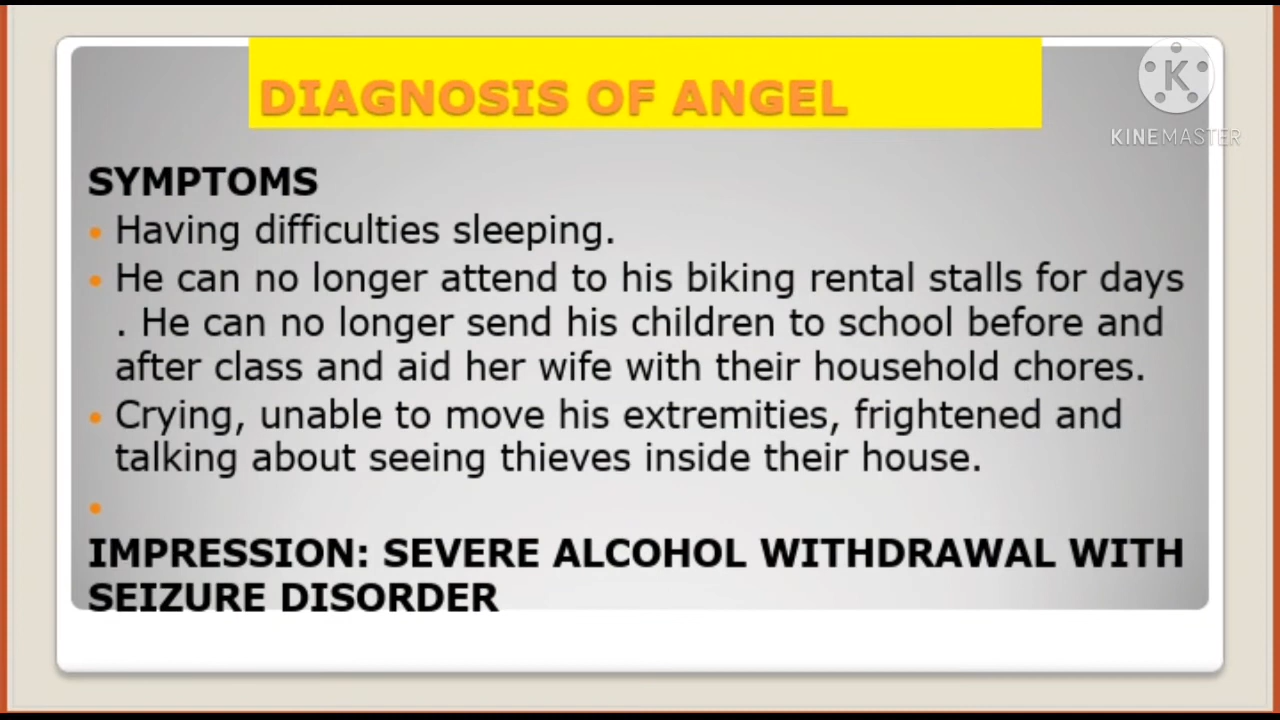 DIAGNOSIS OF ANGEL
K
KINEMASTER
SYMPTOMS
• Having difficulties sleeping.
• He can no longer attend to his biking rental stalls for days
. He can no longer send his children to school before and
after class and aid her wife with their household chores.
• Crying, unable to move his extremities, frightened and
talking about seeing thieves inside their house.
•
IMPRESSION: SEVERE ALCOHOL WITHDRAWAL WITH
SEIZURE DISORDER